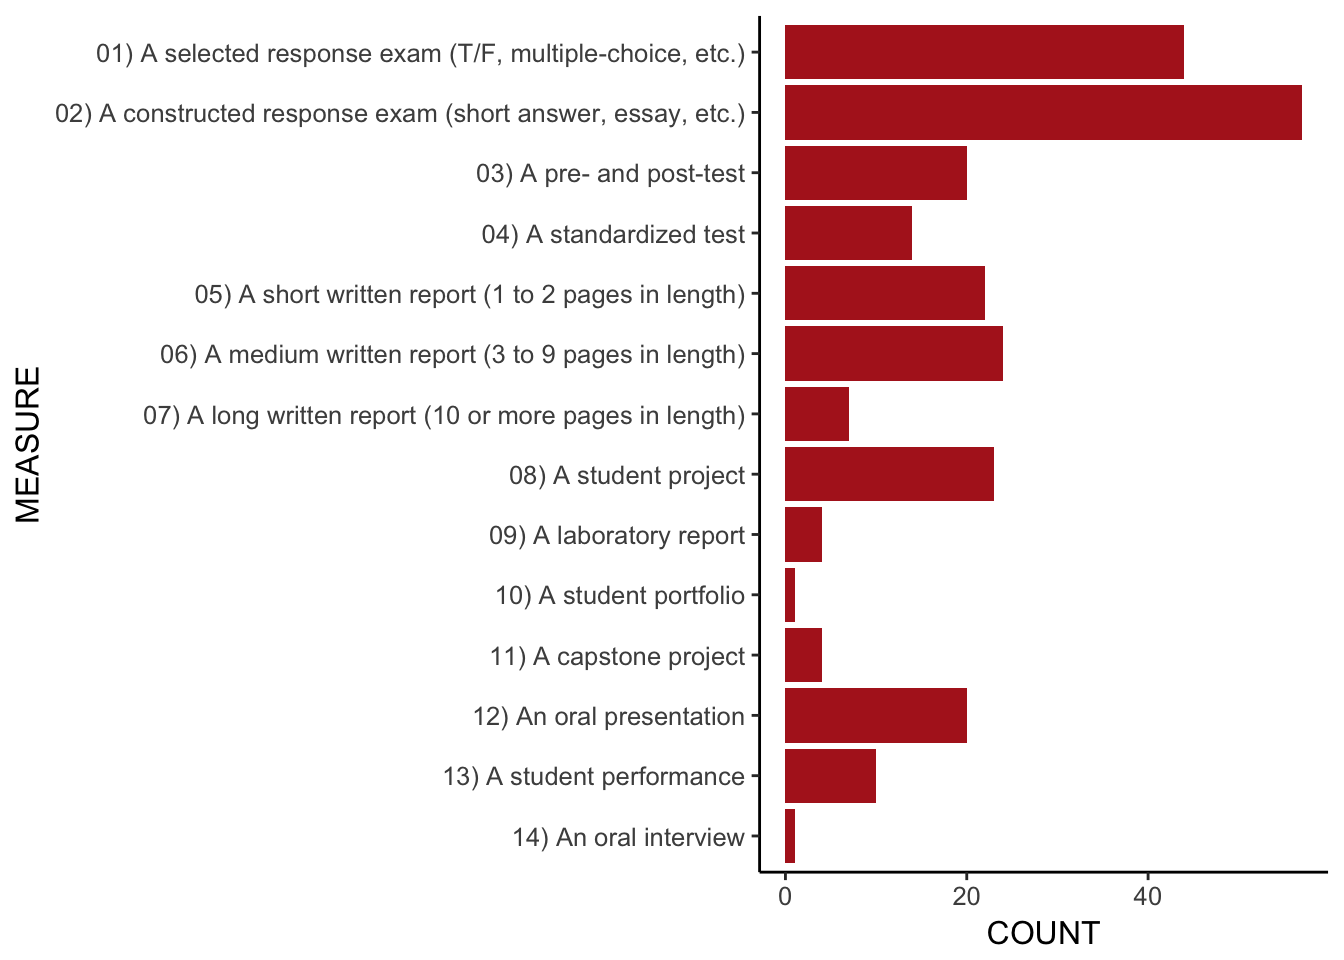 01) A selected response exam (T/F, multiple-choice, etc.)
02) A constructed response exam (short answer, essay, etc.)
03) A pre- and post-test
04) A standardized test
05) A short written report (1 to 2 pages in length)
06) A medium written report (3 to 9 pages in length)
07) A long written report (10 or more pages in length)
08) A student project
09) A laboratory report
10) A student portfolio
11) A capstone project
12) An oral presentation
13) A student performance
14) An oral interview
MEASURE
0 20 40
COUNT